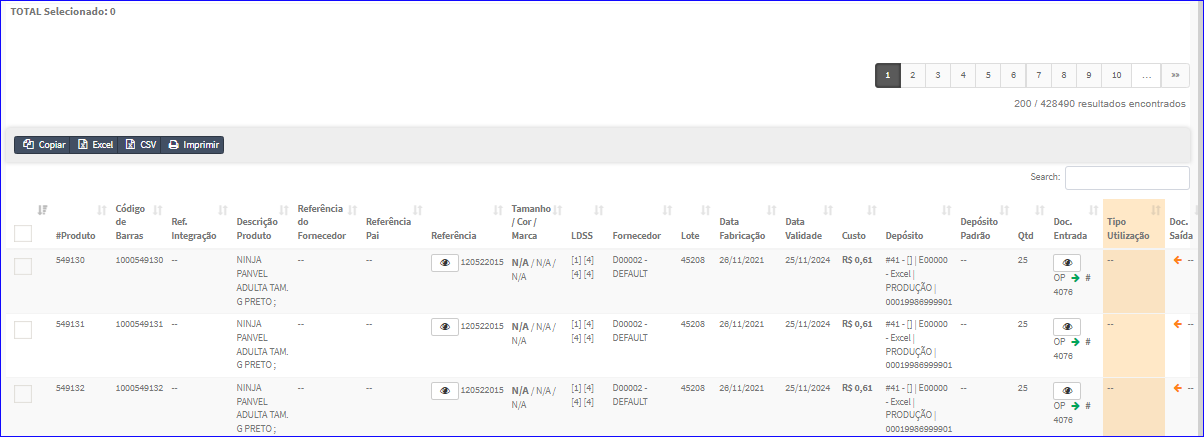 TOTAL Selecionado: 0
1 2 3 4 5 6 7 8 9 10 ... »
200 / 428490 resultados encontrados
Copiar Excel CSV Imprimir
Search:
#Produto
Código de Barras
Ref. Integração
Descrição Produto
Referência do Fornecedor
Referência Pai
Referência
Tamanho / Cor / Marca
LDSS
Fornecedor
Lote
Data Fabricação
Data Validade
Custo
Depósito
Depósito Padrão
Qtd
Doc. Entrada
Tipo Utilização
Doc. Saída
549130 1000549130 -- NINJA -- -- 120522015 N/A / N/A / [1] [4] D00002 - 45208 26/11/2021 25/11/2024 R$ 0,61 #41 - [] | E00000 -- 25 -- --
PANVEL N/A [4] [4] DEFAULT - Excel | OP → #
ADULTA TAM. PRODUÇÃO | 4076
G PRETO ; 00019986999901
549131 1000549131 -- NINJA -- -- 120522015 N/A / N/A / [1] [4] D00002 - 45208 26/11/2021 25/11/2024 R$ 0,61 #41 - [] | E00000 -- 25 -- --
PANVEL N/A [4] [4] DEFAULT - Excel | OP → #
ADULTA TAM. PRODUÇÃO | 4076
G PRETO ; 00019986999901
549132 1000549132 -- NINJA -- -- 120522015 N/A / N/A / [1] [4] D00002 - 45208 26/11/2021 25/11/2024 R$ 0,61 #41 - [] | E00000 -- 25 -- --
PANVEL N/A [4] [4] DEFAULT - Excel | OP → #
ADULTA TAM. PRODUÇÃO | 4076
G PRETO ; 00019986999901